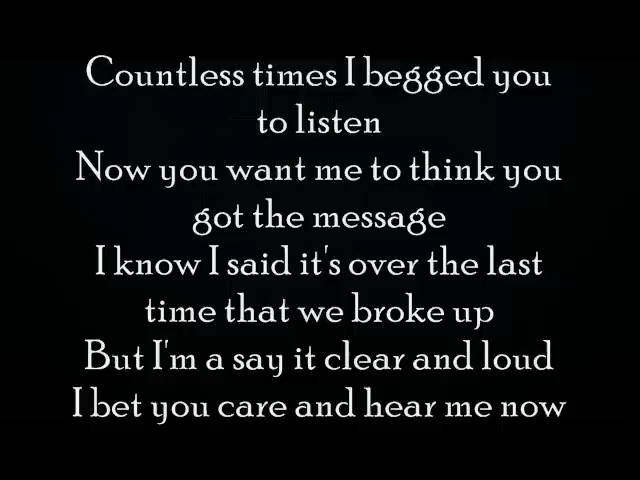 Countless times I begged you
to listen
Now you want me to think you
got the message
I know I said it's over the last
time that we broke up
But I'm a say it clear and loud
I bet you care and hear me now